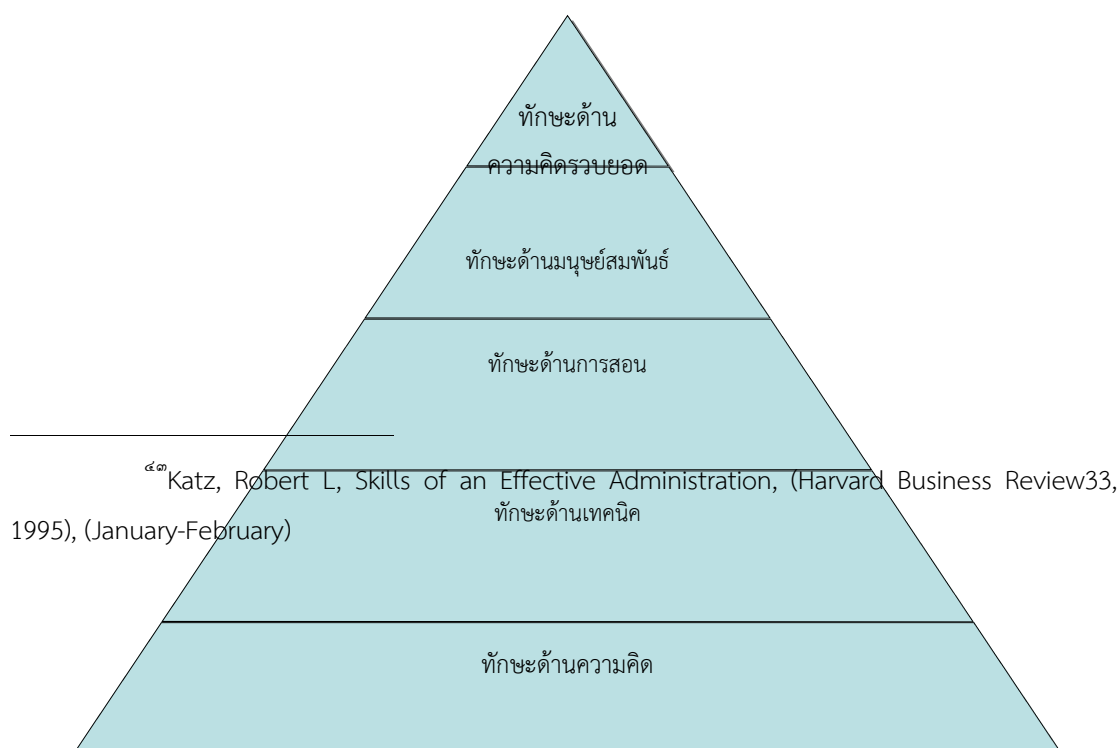 ทักษะด้าน
ความคิดรวบยอด
ทักษะด้านมนุษย์สมพันธ์
ทักษะด้านการสอน
๔๓Katz, Robert L, Skills of an Effective Administration, (Harvard Business Review33,
ทักษะด้านเทคนิค
1995), (January-February)
ทักษะด้านความคิด